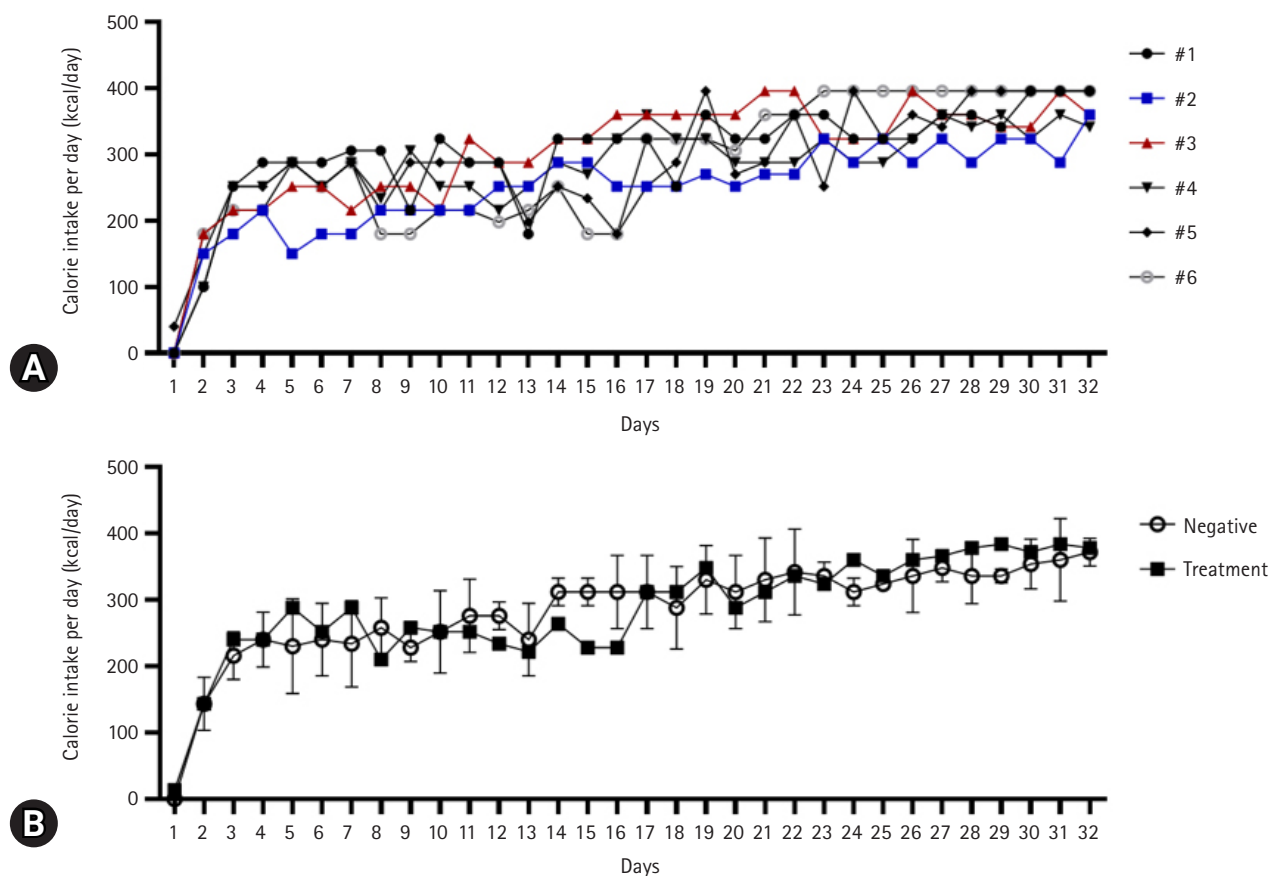 500
400
300
200
100
0
Calorie intake per day (kcal/day)
1 2 3 4 5 6 7 8 9 10 11 12 13 14 15 16 17 18 19 20 21 22 23 24 25 26 27 28 29 30 31 32
Days
#1
#2
#3
#4
#5
#6
A
500
400
300
200
100
0
Calorie intake per day (kcal/day)
1 2 3 4 5 6 7 8 9 10 11 12 13 14 15 16 17 18 19 20 21 22 23 24 25 26 27 28 29 30 31 32
Days
Negative
Treatment
B